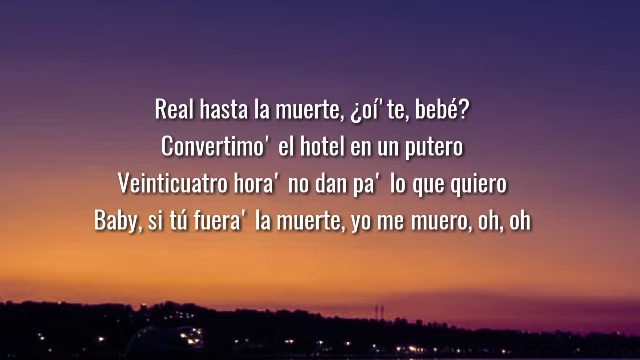 Real hasta la muerte, ¿oí'te, bebé?
Convertimo' el hotel en un putero
Veinticuatro hora' no dan pa' lo que quiero
Baby, si tú fuera' la muerte, yo me muero, oh, oh